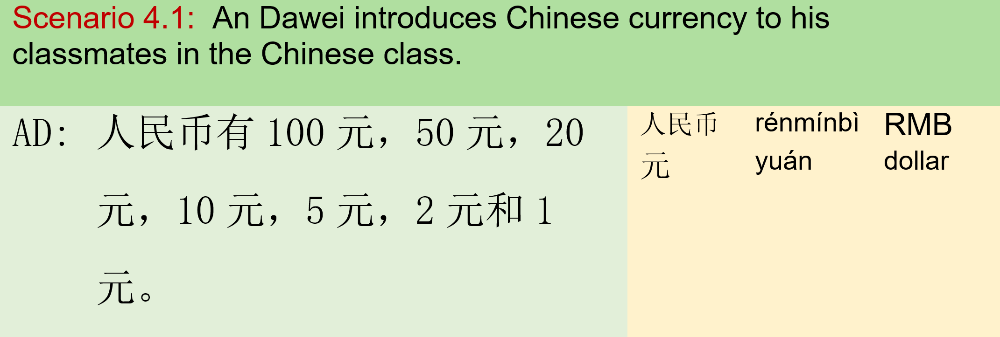 Scenario 4.1: An Dawei introduces Chinese currency to his
classmates in the Chinese class.
AD: 人民币有 100 元，50 元，20
元，10 元，5 元，2 元和 1
元。
人民币 rénmínbì RMB
元 yuán dollar